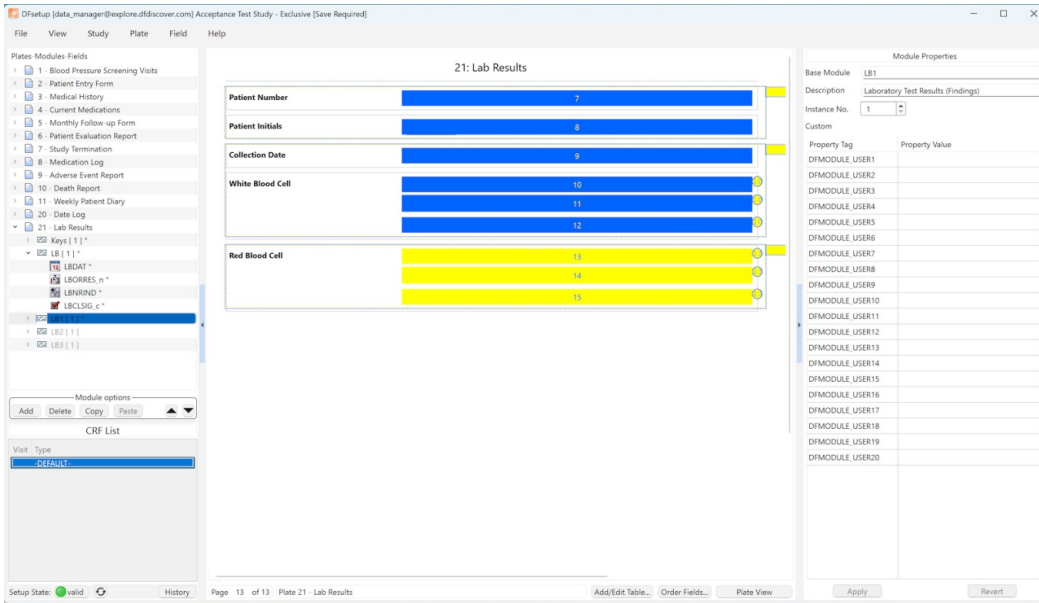 DFsetup [data_manager@explore.dfdiscover.com] Acceptance Test Study - Exclusive [Save Required]
File View Study Plate Field Help
Plates-Modules-Fields
1 - Blood Pressure Screening Visits
2 - Patient Entry Form
3 - Medical History
4 - Current Medications
5 - Monthly Follow-up Form
6 - Patient Evaluation Report
7 - Study Termination
8 - Medication Log
9 - Adverse Event Report
10 - Death Report
11 - Weekly Patient Diary
20 - Date Log
21 - Lab Results
Keys [ 1 ] *
LB [ 1 ] *
LBDAT *
LBORRES_n *
LBNRIND *
LBCLSIG_c *
LB1 [ 1 ] *
LB2 [ 1 ]
LB3 [ 1 ]
Module options
Add Delete Copy Paste
CRF List
Visit Type
-DEFAULT-
Setup State: valid History
21: Lab Results
Patient Number 7
Patient Initials 8
Collection Date 9
White Blood Cell 10
11
12
Red Blood Cell 13
14
15
Page 13 of 13 Plate 21 - Lab Results Add/Edit Table... Order Fields... Plate View
Module Properties
Base Module LB1
Description Laboratory Test Results (Findings)
Instance No. 1
Custom
Property Tag Property Value
DFMODULE_USER1
DFMODULE_USER2
DFMODULE_USER3
DFMODULE_USER4
DFMODULE_USER5
DFMODULE_USER6
DFMODULE_USER7
DFMODULE_USER8
DFMODULE_USER9
DFMODULE_USER10
DFMODULE_USER11
DFMODULE_USER12
DFMODULE_USER13
DFMODULE_USER14
DFMODULE_USER15
DFMODULE_USER16
DFMODULE_USER17
DFMODULE_USER18
DFMODULE_USER19
DFMODULE_USER20
Apply Revert